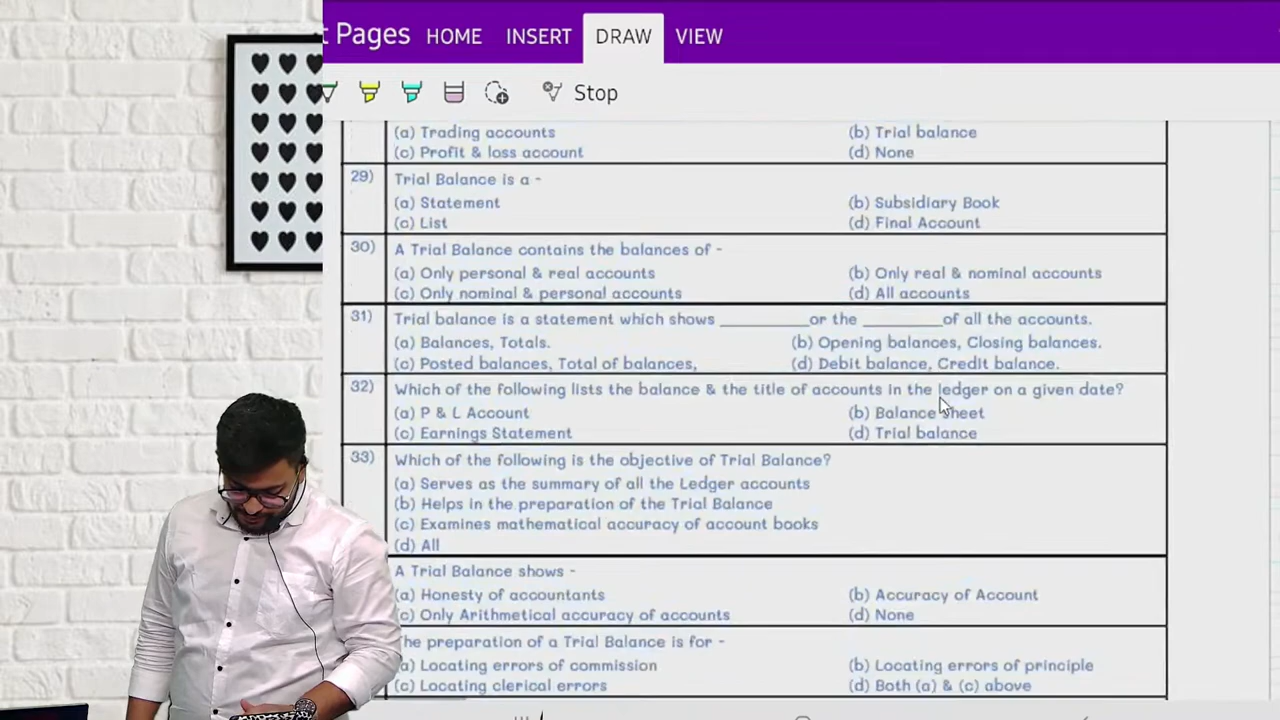 t Pages HOME INSERT DRAW VIEW
Stop
(a) Trading accounts (b) Trial balance
(c) Profit & loss account (d) None
29) Trial Balance is a -
(a) Statement (b) Subsidiary Book
(c) List (d) Final Account
30) A Trial Balance contains the balances of -
(a) Only personal & real accounts (b) Only real & nominal accounts
(c) Only nominal & personal accounts (d) All accounts
31) Trial balance is a statement which shows __________or the _________of all the accounts.
(a) Balances, Totals. (b) Opening balances, Closing balances.
(c) Posted balances, Total of balances, (d) Debit balance, Credit balance.
32) Which of the following lists the balance & the title of accounts in the ledger on a given date?
(a) P & L Account (b) Balance Sheet
(c) Earnings Statement (d) Trial balance
33) Which of the following is the objective of Trial Balance?
(a) Serves as the summary of all the Ledger accounts
(b) Helps in the preparation of the Trial Balance
(c) Examines mathematical accuracy of account books
(d) All
A Trial Balance shows -
(a) Honesty of accountants (b) Accuracy of Account
(c) Only Arithmetical accuracy of accounts (d) None
The preparation of a Trial Balance is for -
(a) Locating errors of commission (b) Locating errors of principle
(c) Locating clerical errors (d) Both (a) & (c) above